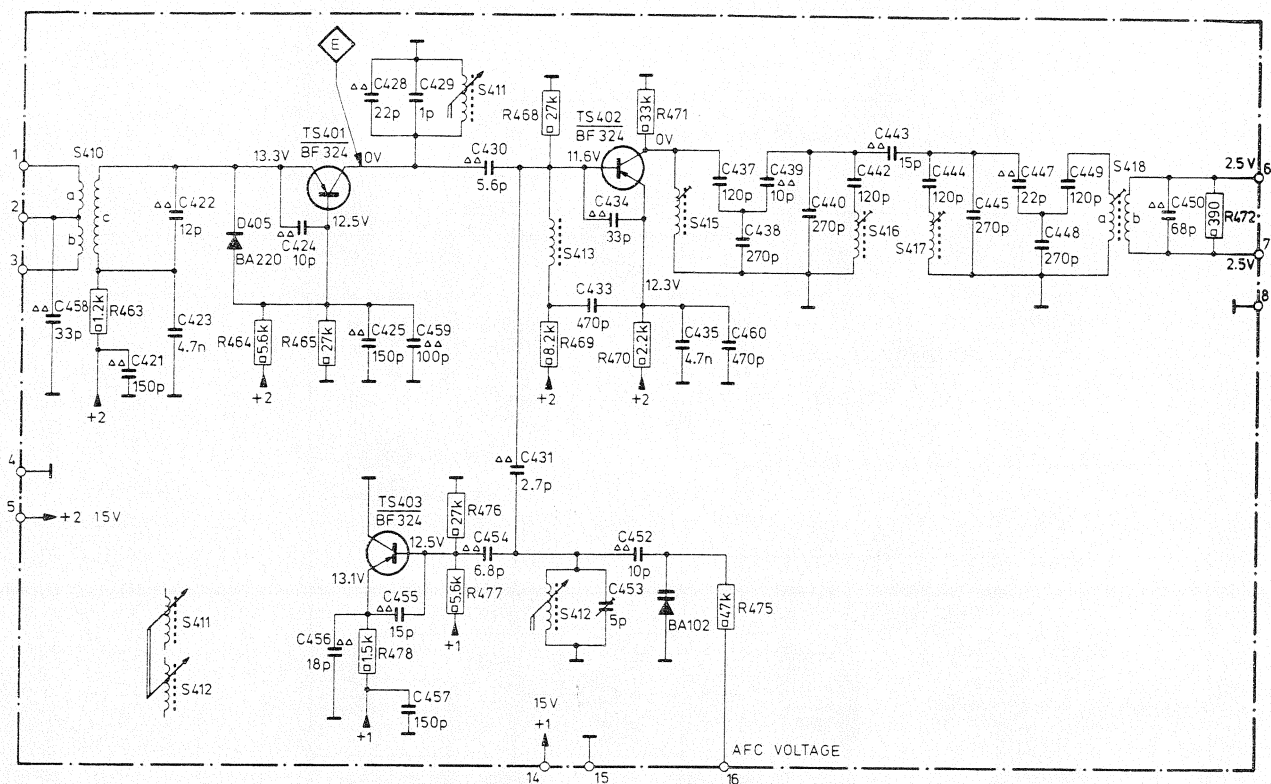 E
S411
C428
22p
C429
1p
TS401
BF 324
13.3V
0V
12.5V
S410
a
b
c
1
2
3
C422
12p
D405
BA220
C424
10p
C430
5.6p
R468
27k
TS402
BF 324
11.6V
33k
R471
0V
C434
33p
S413
12.3V
C433
470p
C437
120p
C439
10p
S415
C438
270p
C440
270p
C442
120p
S416
C443
15p
C444
120p
S417
C445
270p
C447
22p
C449
120p
C448
270p
S418
a
b
C450
68p
390
R472
2.5V
6
7
2.5V
8
C458
33p
1.2k
R463
C421
150p
+2
C423
4.7n
R464
5.6k
+2
R465
27k
C425
150p
C459
100p
8.2k
R469
+2
R470
2.2k
+2
C435
4.7n
C460
470p
C431
2.7p
4
5
+2 15V
TS403
BF 324
12.5V
13.1V
27k
R476
C454
6.8p
5.6k
R477
+1
C455
15p
C456
18p
1.5k
R478
+1
C457
150p
C452
10p
S412
C453
5p
BA102
47k
R475
S411
S412
15V
+1
14
15
16
AFC VOLTAGE